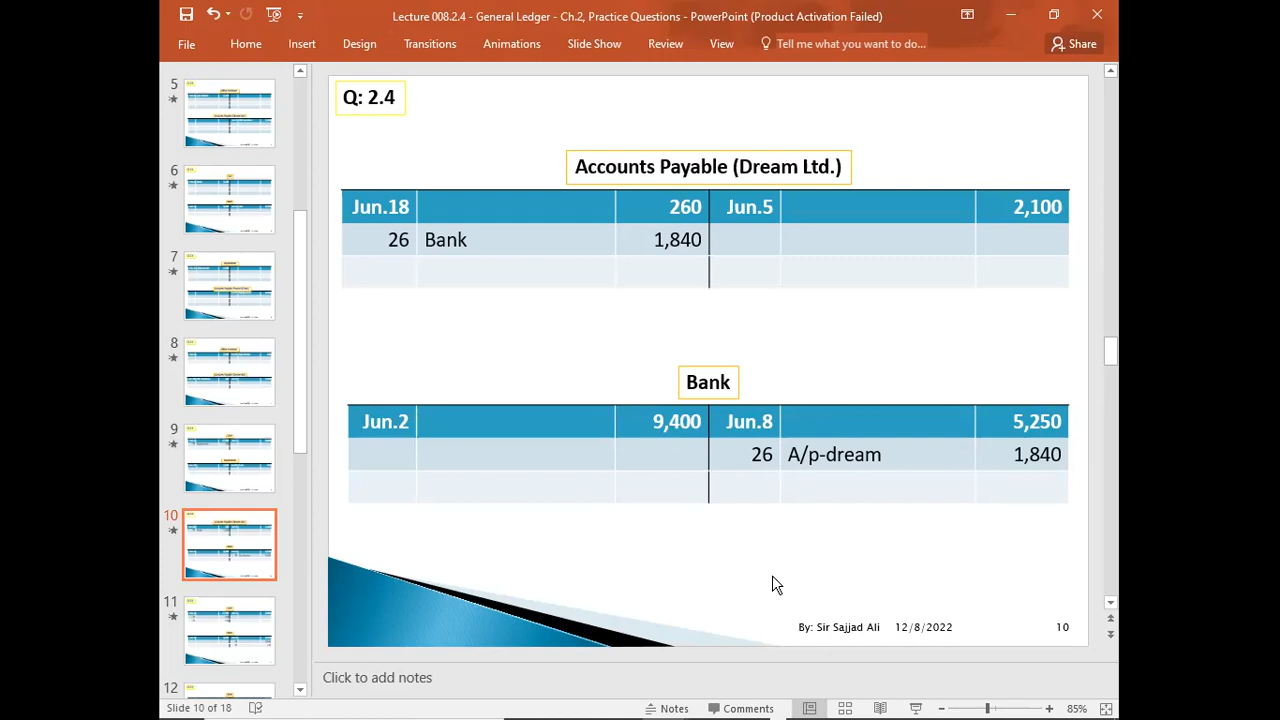 Lecture 008.2.4 - General Ledger - Ch.2, Practice Questions - PowerPoint (Product Activation Failed)
File Home Insert Design Transitions Animations Slide Show Review View Tell me what you want to do... Share
5
6
7
8
9
10
11
12
Q: 2.4
Accounts Payable (Dream Ltd.)
Jun.18 260 Jun.5 2,100
26 Bank 1,840
Bank
Jun.2 9,400 Jun.8 5,250
26 A/p-dream 1,840
By: Sir Sajjad Ali 12/8/2022 10
Click to add notes
Slide 10 of 18 Notes Comments 85%